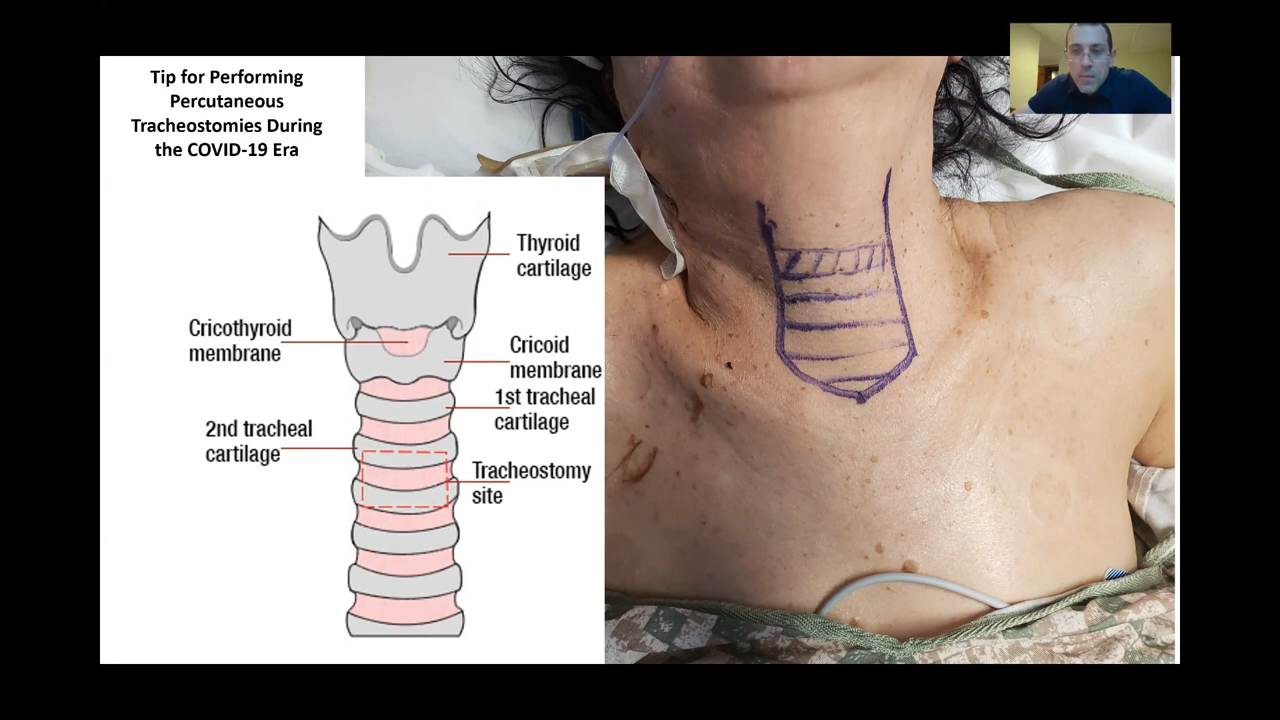 Tip for Performing
Percutaneous
Tracheostomies During
the COVID-19 Era
Thyroid
cartilage
Cricothyroid
membrane
Cricoid
membrane
1st tracheal
cartilage
2nd tracheal
cartilage
Tracheostomy
site